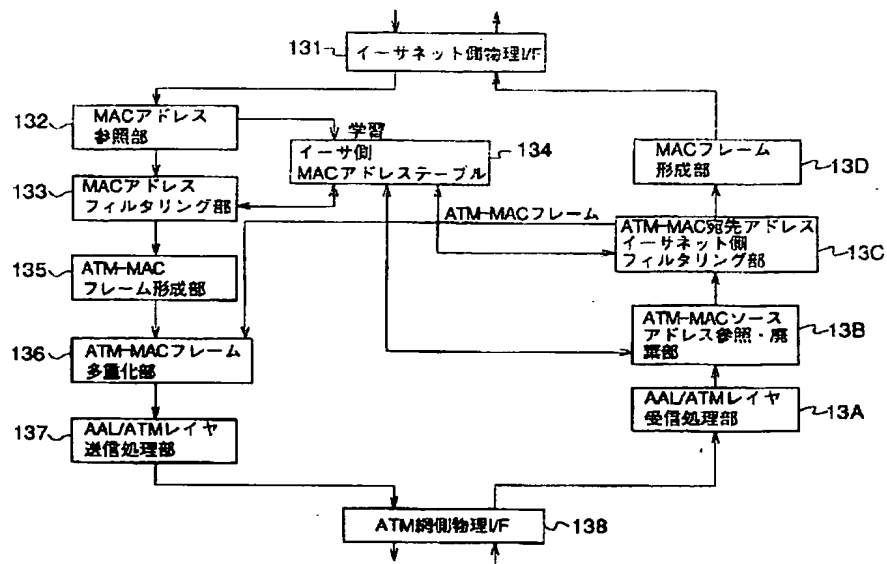 131
イーサネット側物理I/F
132
MACアドレス
参照部
学習
イーサ側
MACアドレステーブル
134
MACフレーム
形成部
13D
133
MACアドレス
フィルタリング部
ATM-MACフレーム
ATM-MAC宛先アドレス
イーサネット側
フィルタリング部
13C
135
ATM-MAC
フレーム形成部
ATM-MACソース
アドレス参照・廃
棄部
13B
136
ATM-MACフレーム
多重化部
AAL/ATMレイヤ
受信処理部
13A
137
AAL/ATMレイヤ
送信処理部
ATM網側物理I/F
138